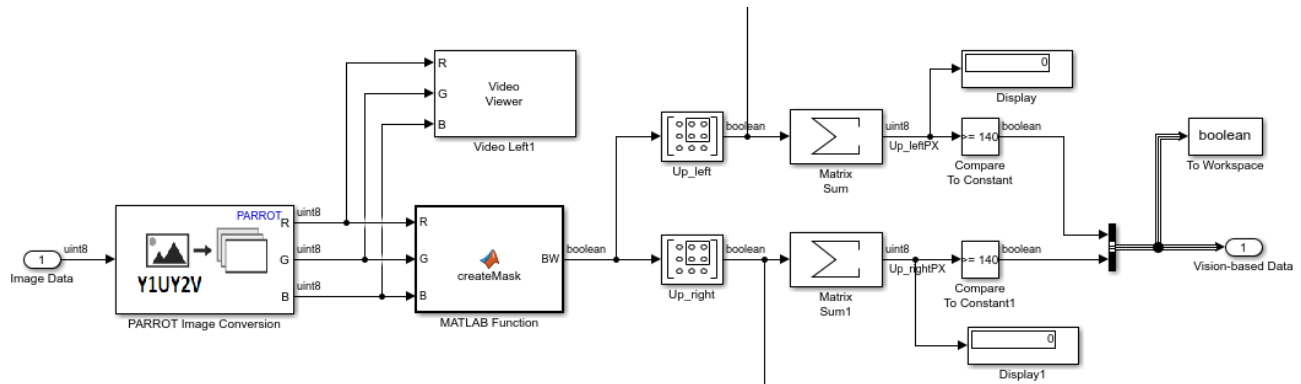 1
Image Data
uint8
PARROT
Y1UY2V
R
G
B
PARROT Image Conversion
uint8
uint8
uint8
R
G
B
Video
Viewer
Video Left1
R
G
B
createMask
BW
MATLAB Function
boolean
Up_left
boolean
Up_right
boolean
Matrix
Sum
uint8
Up_leftPX
0
Display
>= 140
boolean
Compare
To Constant
Matrix
Sum1
uint8
Up_rightPX
>= 140
boolean
Compare
To Constant1
0
Display1
boolean
To Workspace
1
Vision-based Data